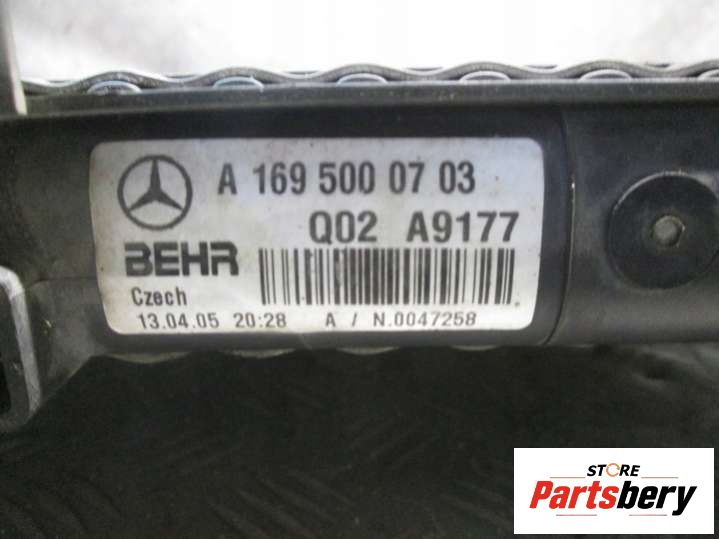 A 169 500 07 03
Q02 A9177
BEHR
Czech
13.04.05 20:28 A / N.0047258
STORE
Partsbery